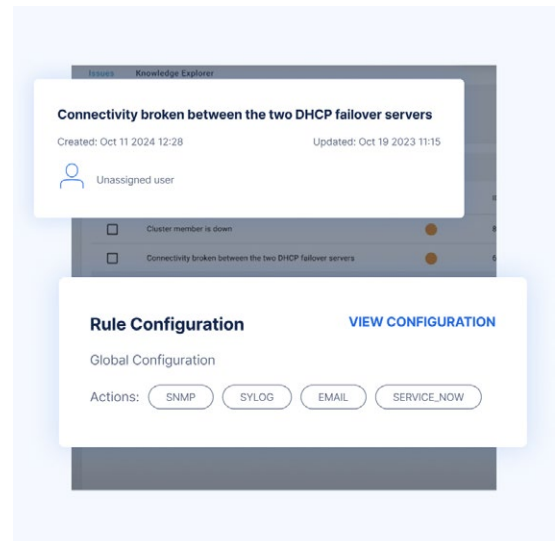 Issues Knowledge Explorer
Connectivity broken between the two DHCP failover servers
Created: Oct 11 2024 12:28 Updated: Oct 19 2023 11:15
Unassigned user
Cluster member is down
Connectivity broken between the two DHCP failover servers
Rule Configuration VIEW CONFIGURATION
Global Configuration
Actions: SNMP SYLOG EMAIL SERVICE_NOW